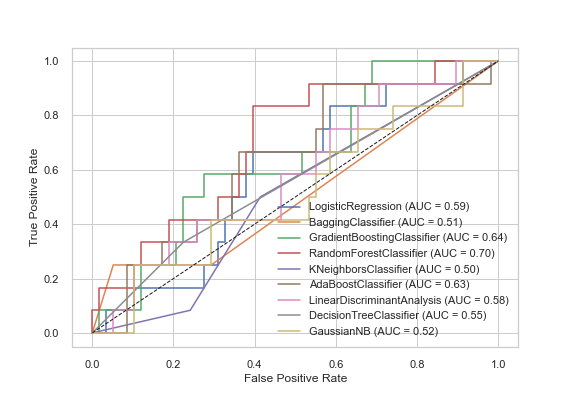 1.0
0.8
0.6
0.4
0.2
0.0
True Positive Rate
LogisticRegression (AUC = 0.59)
BaggingClassifier (AUC = 0.51)
GradientBoostingClassifier (AUC = 0.64)
RandomForestClassifier (AUC = 0.70)
KNeighborsClassifier (AUC = 0.50)
AdaBoostClassifier (AUC = 0.63)
LinearDiscriminantAnalysis (AUC = 0.58)
DecisionTreeClassifier (AUC = 0.55)
GaussianNB (AUC = 0.52)
0.0 0.2 0.4 0.6 0.8 1.0
False Positive Rate